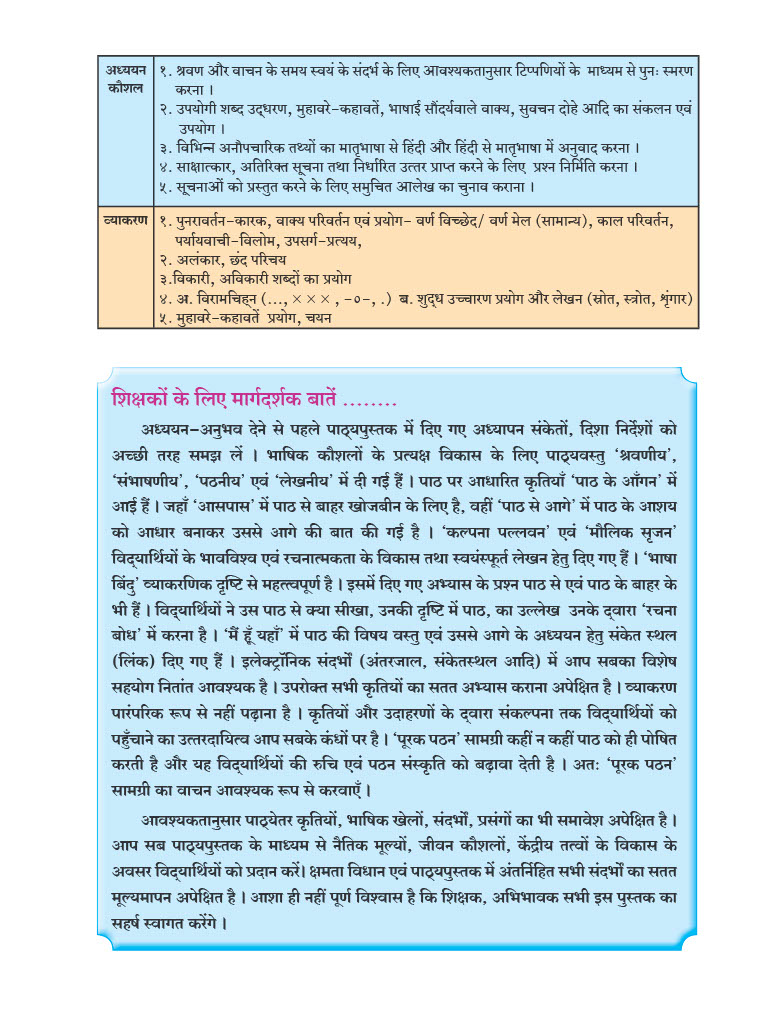 अध्ययन
कौशल
१. श्रवण और वाचन के समय स्वयं के संदर्भ के लिए आवश्यकतानुसार टिप्पणियों के माध्यम से पुनः स्मरण
करना ।
२. उपयोगी शब्द उद्धरण, मुहावरे-कहावतें, भाषाई सौंदर्यवाले वाक्य, सुवचन दोहे आदि का संकलन एवं
उपयोग ।
३. विभिन्न अनौपचारिक तथ्यों का मातृभाषा से हिंदी और हिंदी से मातृभाषा में अनुवाद करना ।
४. साक्षात्कार, अतिरिक्त सूचना तथा निर्धारित उत्तर प्राप्त करने के लिए प्रश्न निर्मिति करना ।
५. सूचनाओं को प्रस्तुत करने के लिए समुचित आलेख का चुनाव कराना ।
व्याकरण
१. पुनरावर्तन-कारक, वाक्य परिवर्तन एवं प्रयोग- वर्ण विच्छेद/ वर्ण मेल (सामान्य), काल परिवर्तन,
पर्यायवाची-विलोम, उपसर्ग-प्रत्यय,
२. अलंकार, छंद परिचय
३.विकारी, अविकारी शब्दों का प्रयोग
४. अ. विरामचिह्न (..., × × × , -०-, .) ब. शुद्ध उच्चारण प्रयोग और लेखन (स्रोत, स्त्रोत, शृंगार)
५. मुहावरे-कहावतें प्रयोग, चयन
शिक्षकों के लिए मार्गदर्शक बातें ........
अध्ययन-अनुभव देने से पहले पाठ्यपुस्तक में दिए गए अध्यापन संकेतों, दिशा निर्देशों को
अच्छी तरह समझ लें । भाषिक कौशलों के प्रत्यक्ष विकास के लिए पाठ्यवस्तु ‘श्रवणीय’,
‘संभाषणीय’, ‘पठनीय’ एवं ‘लेखनीय’ में दी गई हैं । पाठ पर आधारित कृतियाँ ‘पाठ के आँगन’ में
आई हैं । जहाँ ‘आसपास’ में पाठ से बाहर खोजबीन के लिए है, वहीं ‘पाठ से आगे’ में पाठ के आशय
को आधार बनाकर उससे आगे की बात की गई है । ‘कल्पना पल्लवन’ एवं ‘मौलिक सृजन’
विद्यार्थियों के भावविश्व एवं रचनात्मकता के विकास तथा स्वयंस्फूर्त लेखन हेतु दिए गए हैं । ‘भाषा
बिंदु’ व्याकरणिक दृष्टि से महत्त्वपूर्ण है । इसमें दिए गए अभ्यास के प्रश्न पाठ से एवं पाठ के बाहर के
भी हैं । विद्यार्थियों ने उस पाठ से क्या सीखा, उनकी दृष्टि में पाठ, का उल्लेख उनके द्वारा ‘रचना
बोध’ में करना है । ‘मैं हूँ यहाँ’ में पाठ की विषय वस्तु एवं उससे आगे के अध्ययन हेतु संकेत स्थल
(लिंक) दिए गए हैं । इलेक्ट्रॉनिक संदर्भों (अंतरजाल, संकेतस्थल आदि) में आप सबका विशेष
सहयोग नितांत आवश्यक है । उपरोक्त सभी कृतियों का सतत अभ्यास कराना अपेक्षित है । व्याकरण
पारंपरिक रूप से नहीं पढ़ाना है । कृतियों और उदाहरणों के द्वारा संकल्पना तक विद्यार्थियों को
पहुँचाने का उत्तरदायित्व आप सबके कंधों पर है । ‘पूरक पठन’ सामग्री कहीं न कहीं पाठ को ही पोषित
करती है और यह विद्यार्थियों की रुचि एवं पठन संस्कृति को बढ़ावा देती है । अतः ‘पूरक पठन’
सामग्री का वाचन आवश्यक रूप से करवाएँ ।
आवश्यकतानुसार पाठ्येतर कृतियों, भाषिक खेलों, संदर्भों, प्रसंगों का भी समावेश अपेक्षित है ।
आप सब पाठ्यपुस्तक के माध्यम से नैतिक मूल्यों, जीवन कौशलों, केंद्रीय तत्वों के विकास के
अवसर विद्यार्थियों को प्रदान करें। क्षमता विधान एवं पाठ्यपुस्तक में अंतर्निहित सभी संदर्भों का सतत
मूल्यमापन अपेक्षित है । आशा ही नहीं पूर्ण विश्वास है कि शिक्षक, अभिभावक सभी इस पुस्तक का
सहर्ष स्वागत करेंगे ।